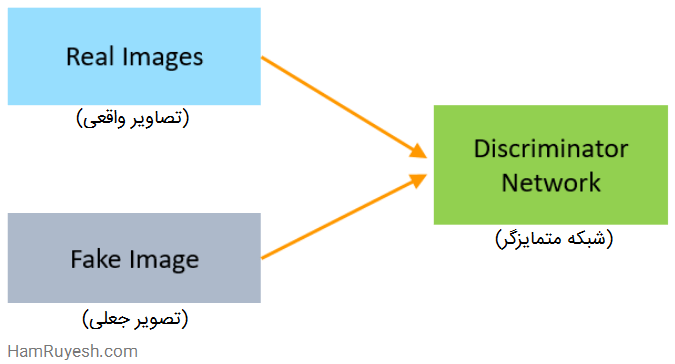 Real Images
(تصاویر واقعی)
Discriminator
Network
(شبکه متمایزگر)
Fake Image
(تصویر جعلی)
HamRuyesh.com